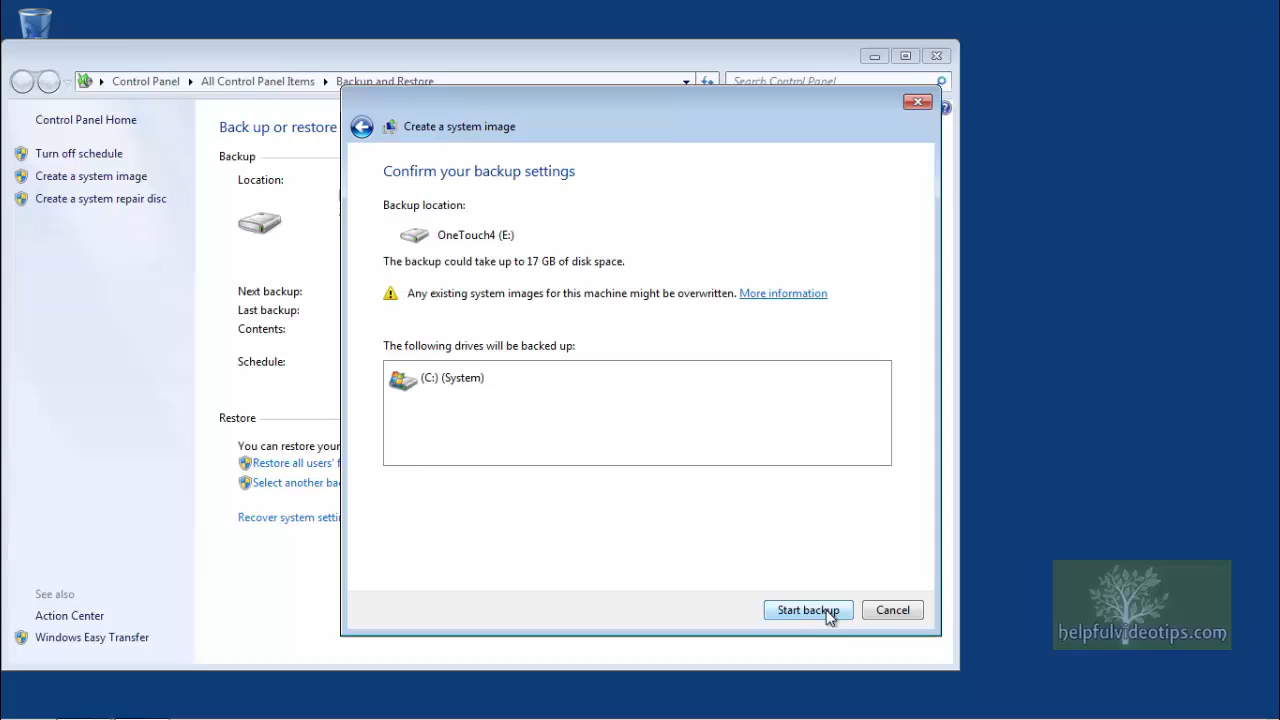 Control Panel
All Control Panel Items
Backup and Restore
Search Control Panel
Control Panel Home
Turn off schedule
Create a system image
Create a system repair disc
Back up or restore
Backup
Location:
Next backup:
Last backup:
Contents:
Schedule:
Restore
You can restore your
Restore all users'
Select another
Recover system
See also
Action Center
Windows Easy Transfer
Create a system image
Confirm your backup settings
Backup location:
OneTouch4 (E:)
The backup could take up to 17 GB of disk space.
Any existing system images for this machine might be overwritten. More information
The following drives will be backed up:
(C:) (System)
Start backup
Cancel
helpfulvideotips.com